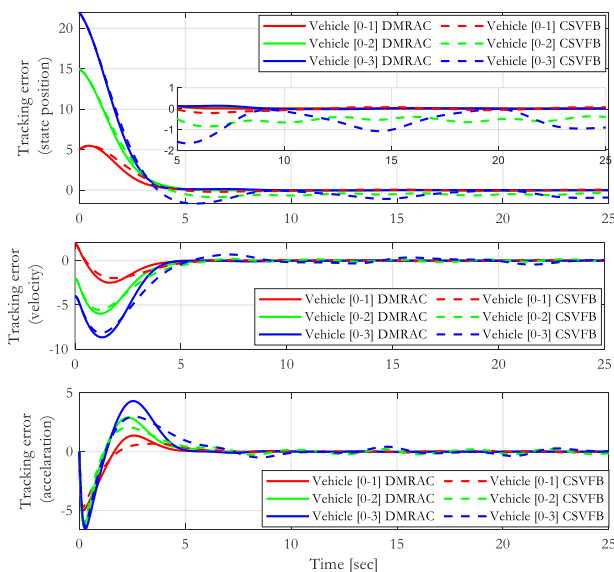 Tracking error
(state position)
22
20
15
10
5
0
Vehicle [0-1] DMRAC Vehicle [0-1] CSVFB
Vehicle [0-2] DMRAC Vehicle [0-2] CSVFB
Vehicle [0-3] DMRAC Vehicle [0-3] CSVFB
1
0
-1
2
5 10 15 20 25
0 5 10 15 20 25
Tracking error
(velocity)
0
-5
-10
Vehicle [0-1] DMRAC Vehicle [0-1] CSVFB
Vehicle [0-2] DMRAC Vehicle [0-2] CSVFB
Vehicle [0-3] DMRAC Vehicle [0-3] CSVFB
0 5 10 15 20 25
Tracking error
(accelaration)
5
0
-5
Vehicle [0-1] DMRAC Vehicle [0-1] CSVFB
Vehicle [0-2] DMRAC Vehicle [0-2] CSVFB
Vehicle [0-3] DMRAC Vehicle [0-3] CSVFB
0 5 10 15 20 25
Time [sec]